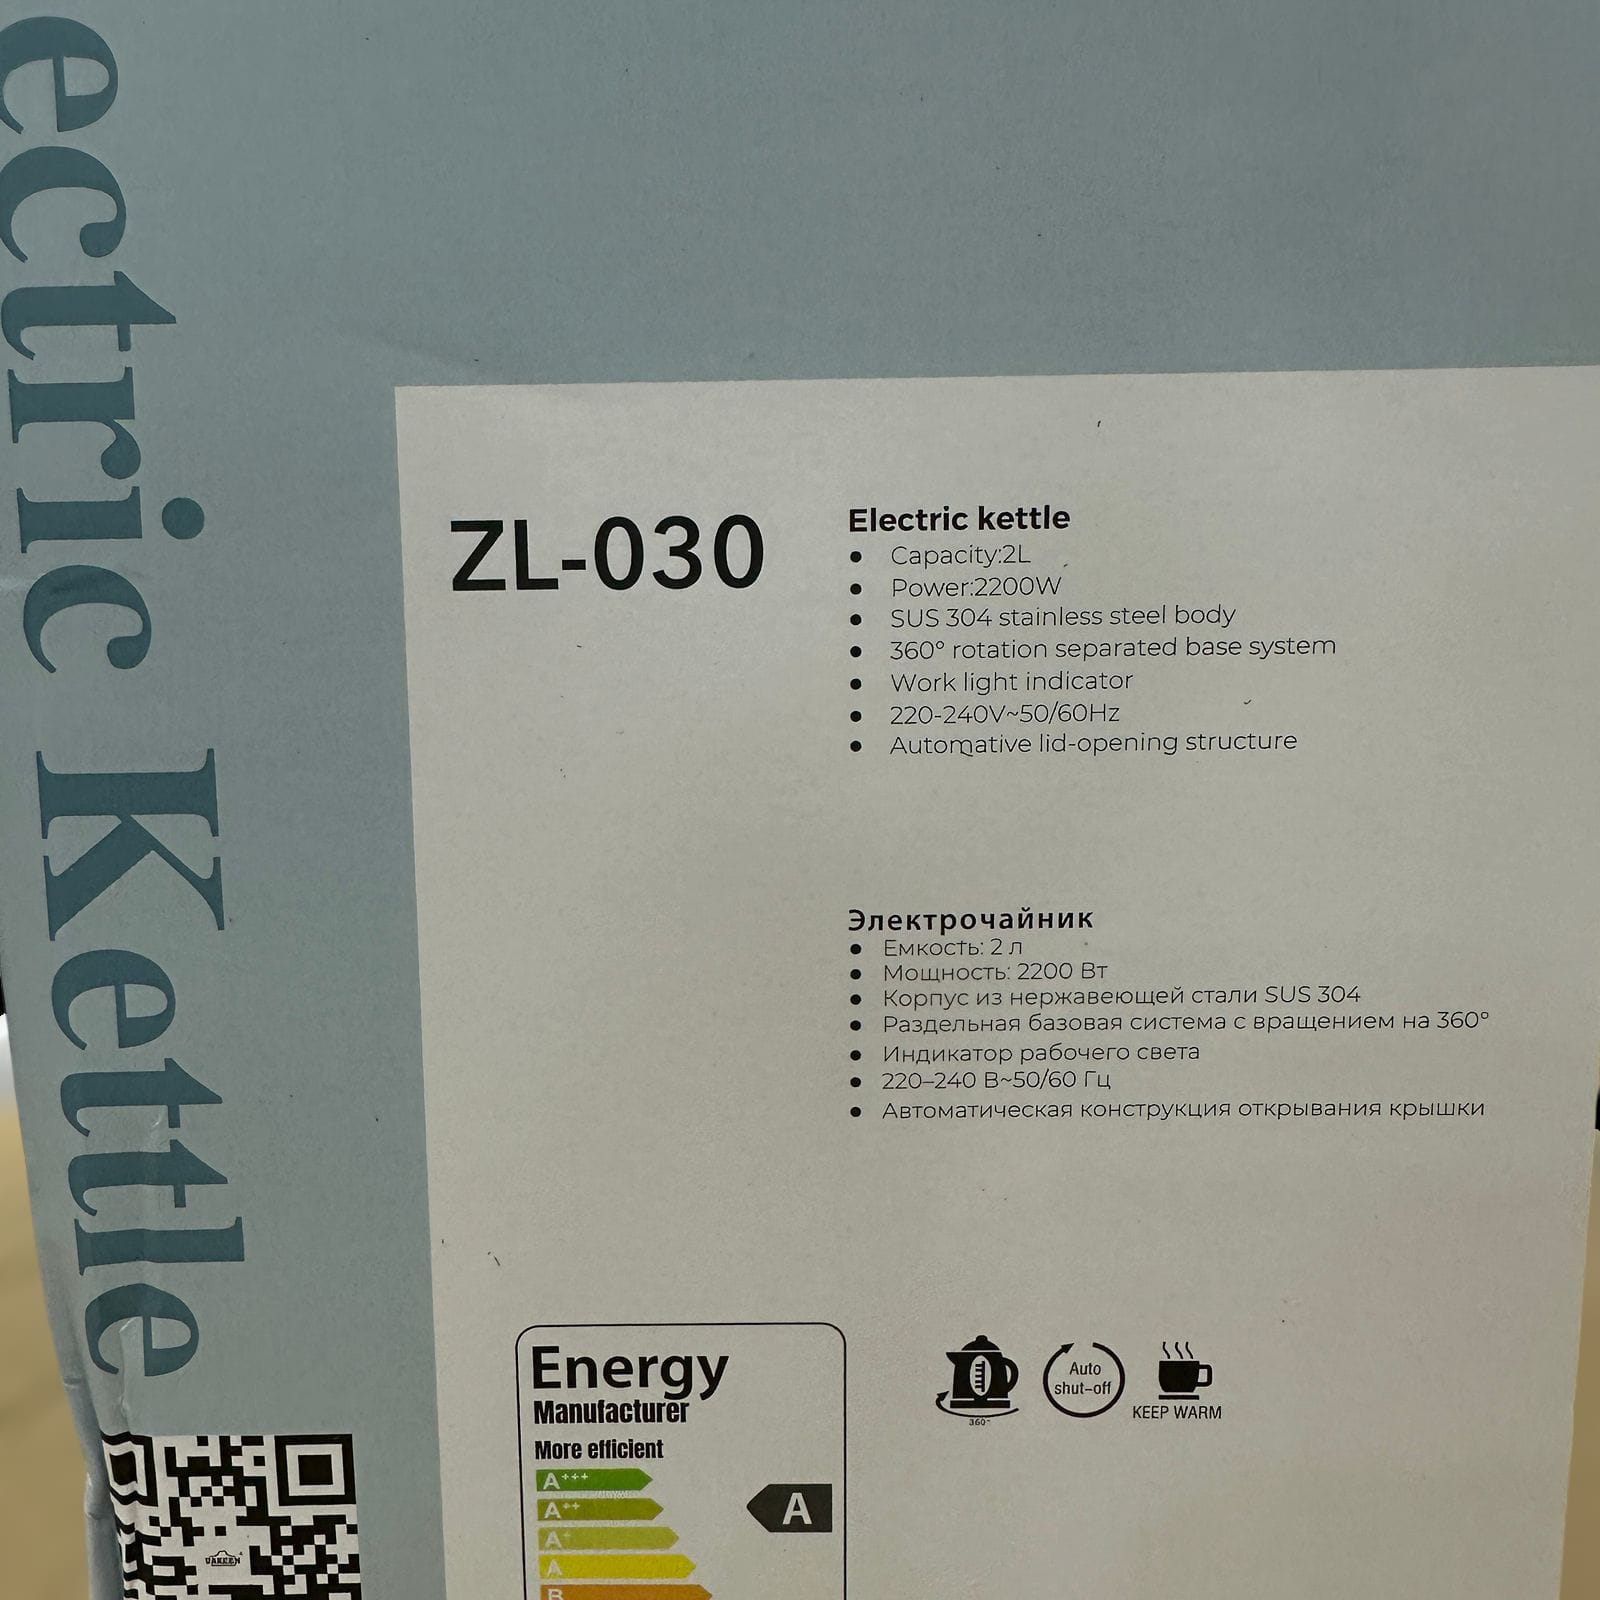 ectric Kettle
ZL-030
Electric kettle
● Capacity:2L
● Power:2200W
● SUS 304 stainless steel body
● 360° rotation separated base system
● Work light indicator
● 220-240V~50/60Hz
● Automative lid-opening structure
Электрочайник
● Емкость: 2 л
● Мощность: 2200 Вт
● Корпус из нержавеющей стали SUS 304
● Раздельная базовая система с вращением на 360°
● Индикатор рабочего света
● 220–240 В~50/60 Гц
● Автоматическая конструкция открывания крышки
Energy
Manufacturer
More efficient
A+++
A++
A+
A
B
A
360°
Auto
shut-off
KEEP WARM